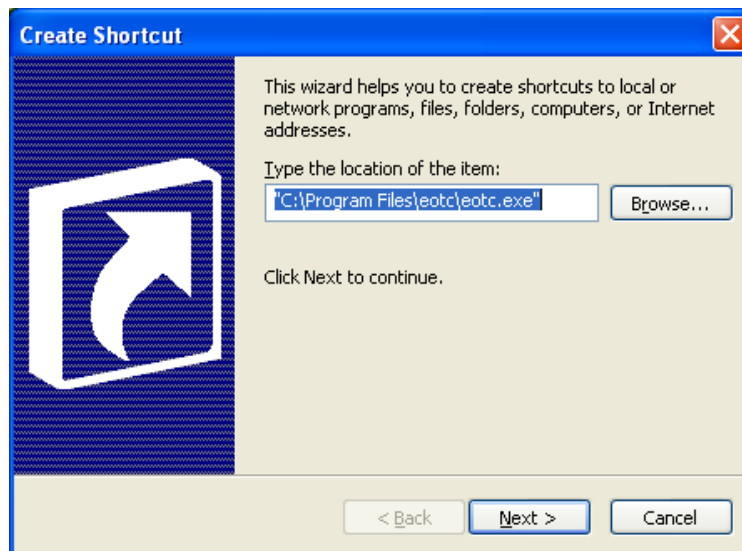 Create Shortcut
This wizard helps you to create shortcuts to local or
network programs, files, folders, computers, or Internet
addresses.
Type the location of the item:
"C:\Program Files\eotc\eotc.exe"
Browse...
Click Next to continue.
< Back
Next >
Cancel